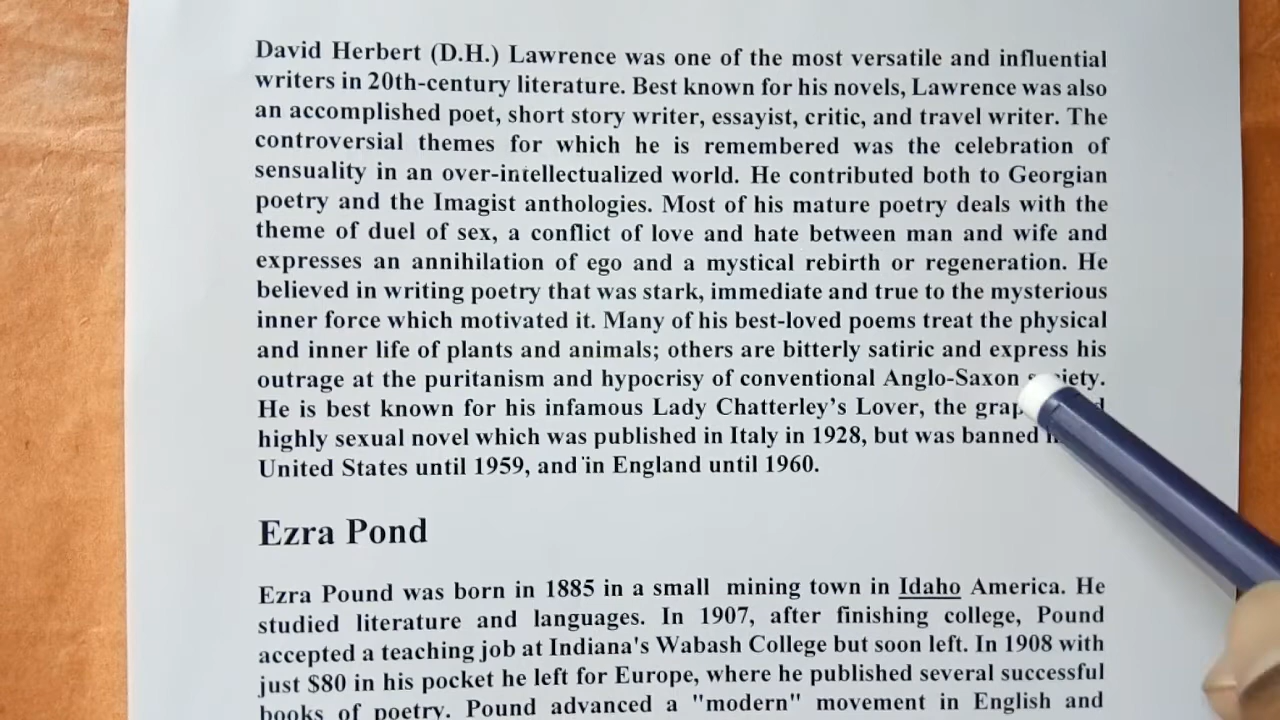 David Herbert (D.H.) Lawrence was one of the most versatile and influential
writers in 20th-century literature. Best known for his novels, Lawrence was also
an accomplished poet, short story writer, essayist, critic, and travel writer. The
controversial themes for which he is remembered was the celebration of
sensuality in an over-intellectualized world. He contributed both to Georgian
poetry and the Imagist anthologies. Most of his mature poetry deals with the
theme of duel of sex, a conflict of love and hate between man and wife and
expresses an annihilation of ego and a mystical rebirth or regeneration. He
believed in writing poetry that was stark, immediate and true to the mysterious
inner force which motivated it. Many of his best-loved poems treat the physical
and inner life of plants and animals; others are bitterly satiric and express his
outrage at the puritanism and hypocrisy of conventional Anglo-Saxon
He is best known for his infamous Lady Chatterley's Lover, the
highly sexual novel which was published in Italy in 1928, but was banned
United States until 1959, and in England until 1960.
Ezra Pond
Ezra Pound was born in 1885 in a small mining town in Idaho America. He
studied literature and languages. In 1907, after finishing college, Pound
accepted a teaching job at Indiana's Wabash College but soon left. In 1908 with
just $80 in his pocket he left for Europe, where he published several successful
books of poetry. Pound advanced a "modern" movement in English and